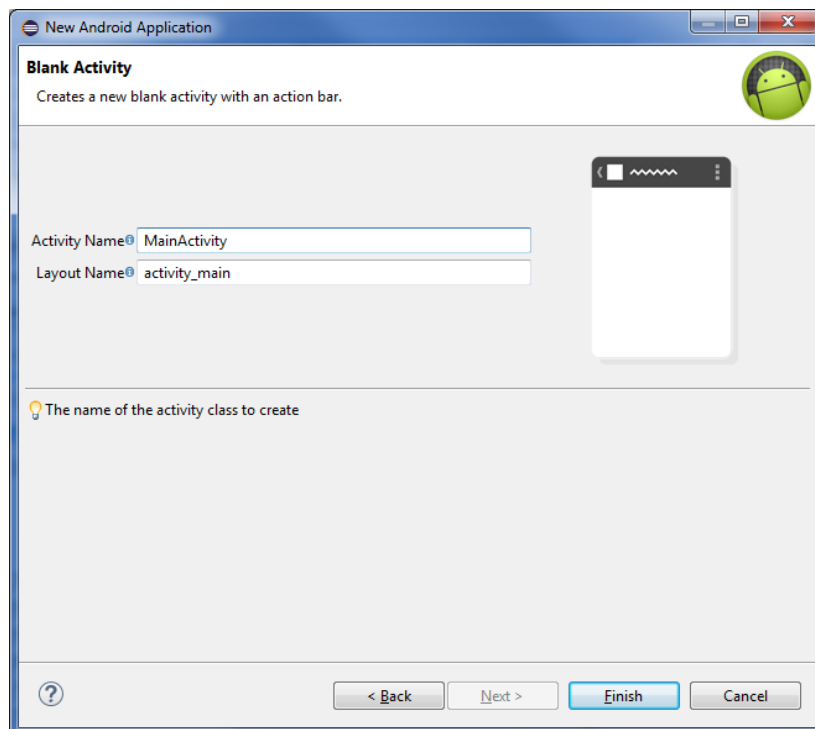 New Android Application
Blank Activity
Creates a new blank activity with an action bar.
Activity Name MainActivity
Layout Name activity_main
The name of the activity class to create
? < Back Next > Finish Cancel